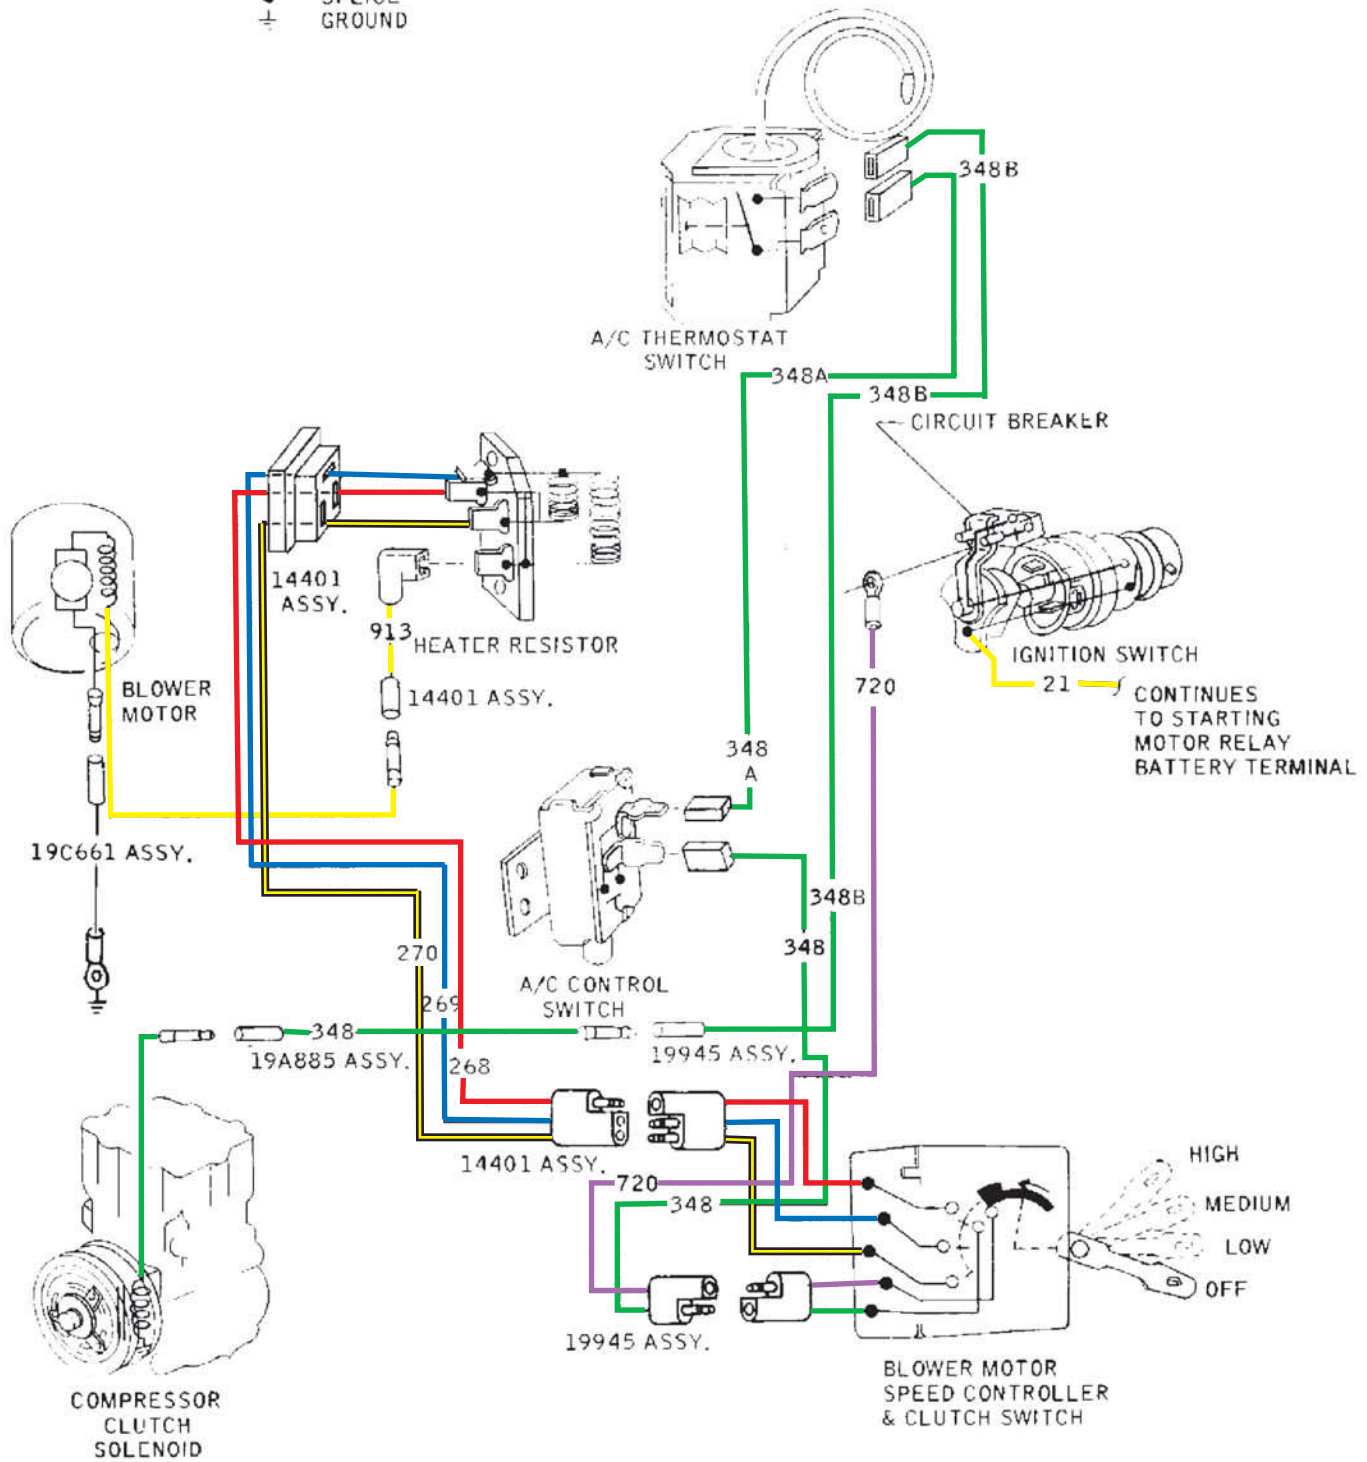 GROUND
348B
A/C THERMOSTAT
SWITCH
348A
348B
CIRCUIT BREAKER
14401
ASSY.
913
HEATER RESISTOR
IGNITION SWITCH
720
21
BLOWER
MOTOR
14401 ASSY.
CONTINUES
TO STARTING
MOTOR RELAY
BATTERY TERMINAL
348
A
19C661 ASSY.
348B
348
270
A/C CONTROL
SWITCH
269
348
19A885 ASSY.
268
19945 ASSY.
14401 ASSY.
720
348
HIGH
MEDIUM
LOW
OFF
19945 ASSY.
BLOWER MOTOR
SPEED CONTROLLER
& CLUTCH SWITCH
COMPRESSOR
CLUTCH
SOLENOID